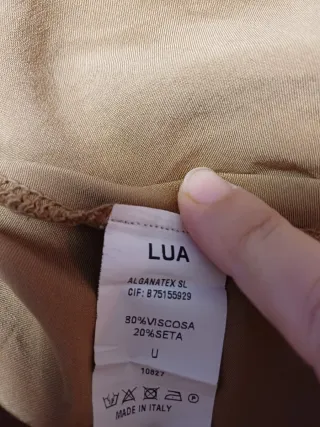 LUA
ALGANATEX SL
CIF: B75155929
80%VISCOSA
20%SETA
U
10827
MADE IN ITALY